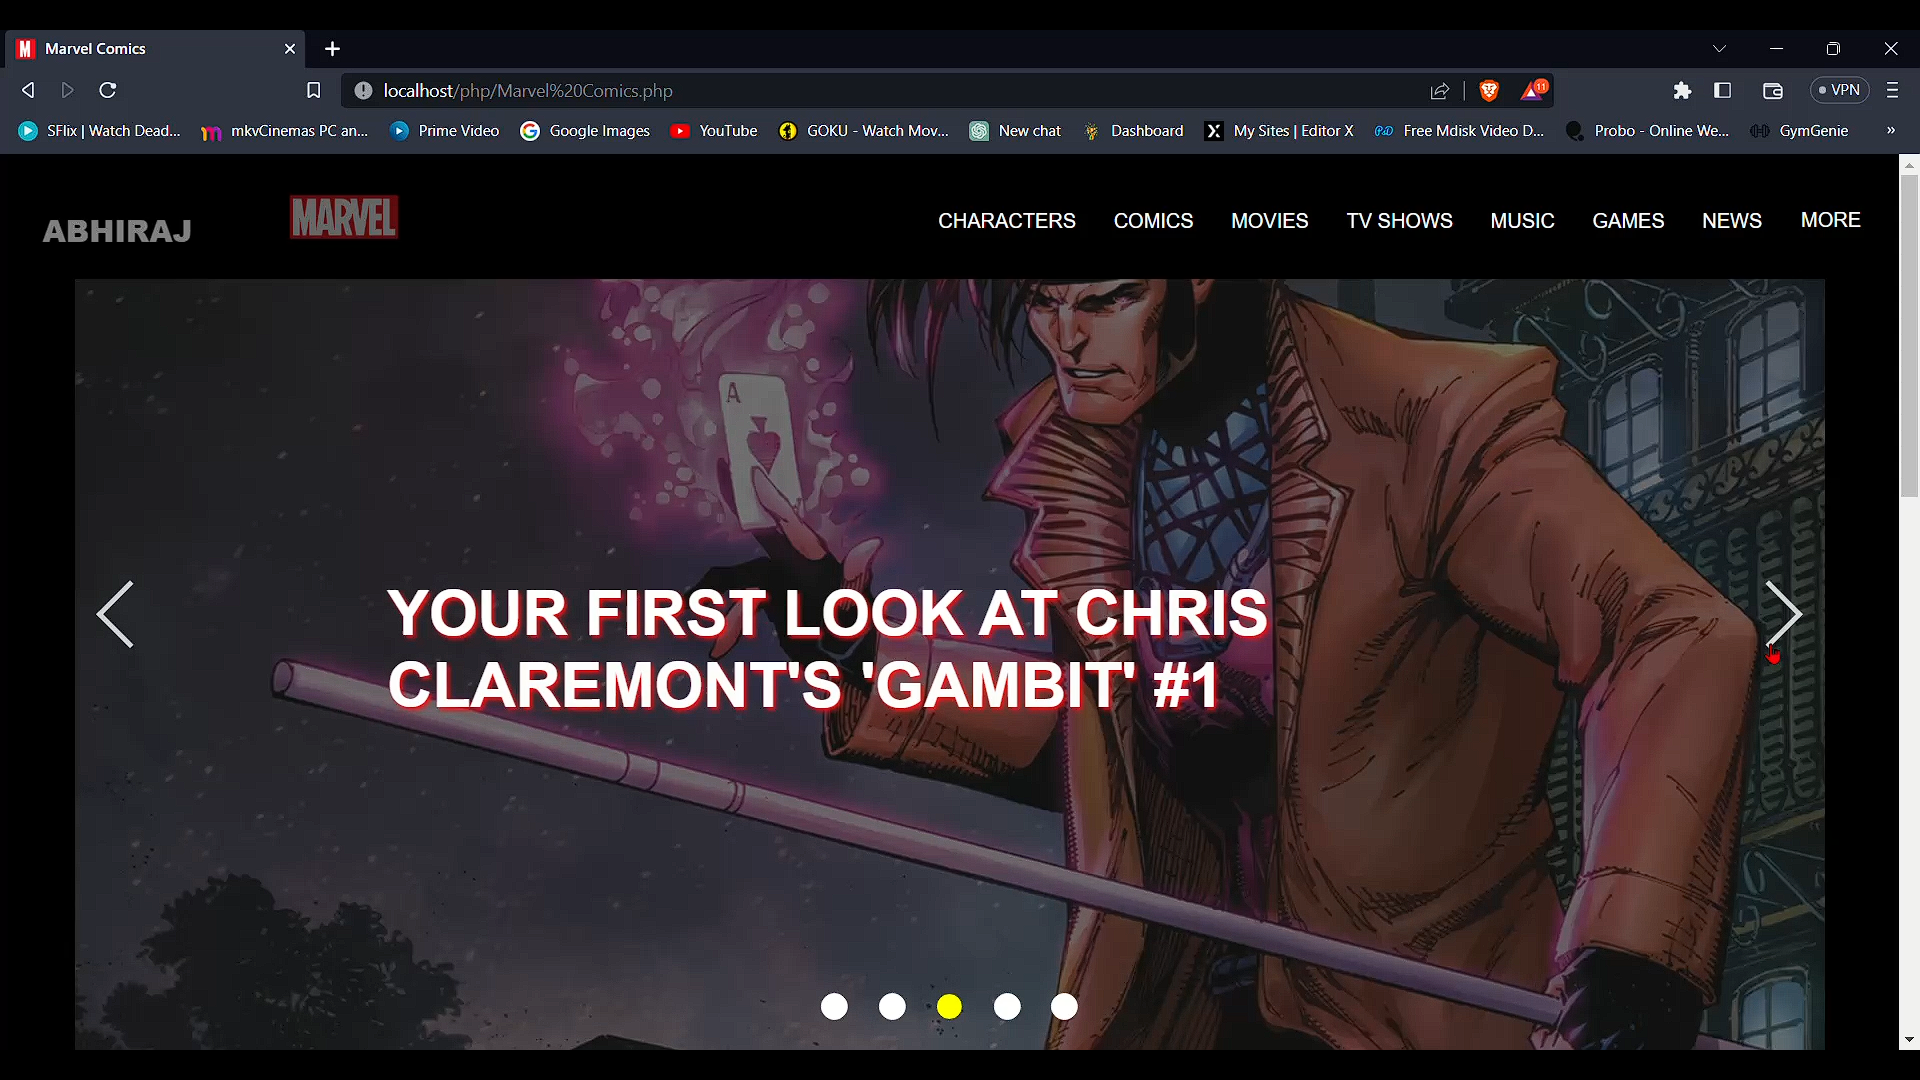 Marvel Comics
localhost/php/Marvel%20Comics.php
11
VPN
SFlix | Watch Dead...
mkvCinemas PC an...
Prime Video
Google Images
YouTube
GOKU - Watch Mov...
New chat
Dashboard
My Sites | Editor X
Free Mdisk Video D...
Probo - Online We...
GymGenie
»
ABHIRAJ
MARVEL
CHARACTERS
COMICS
MOVIES
TV SHOWS
MUSIC
GAMES
NEWS
MORE
A
YOUR FIRST LOOK AT CHRIS
CLAREMONT'S 'GAMBIT' #1